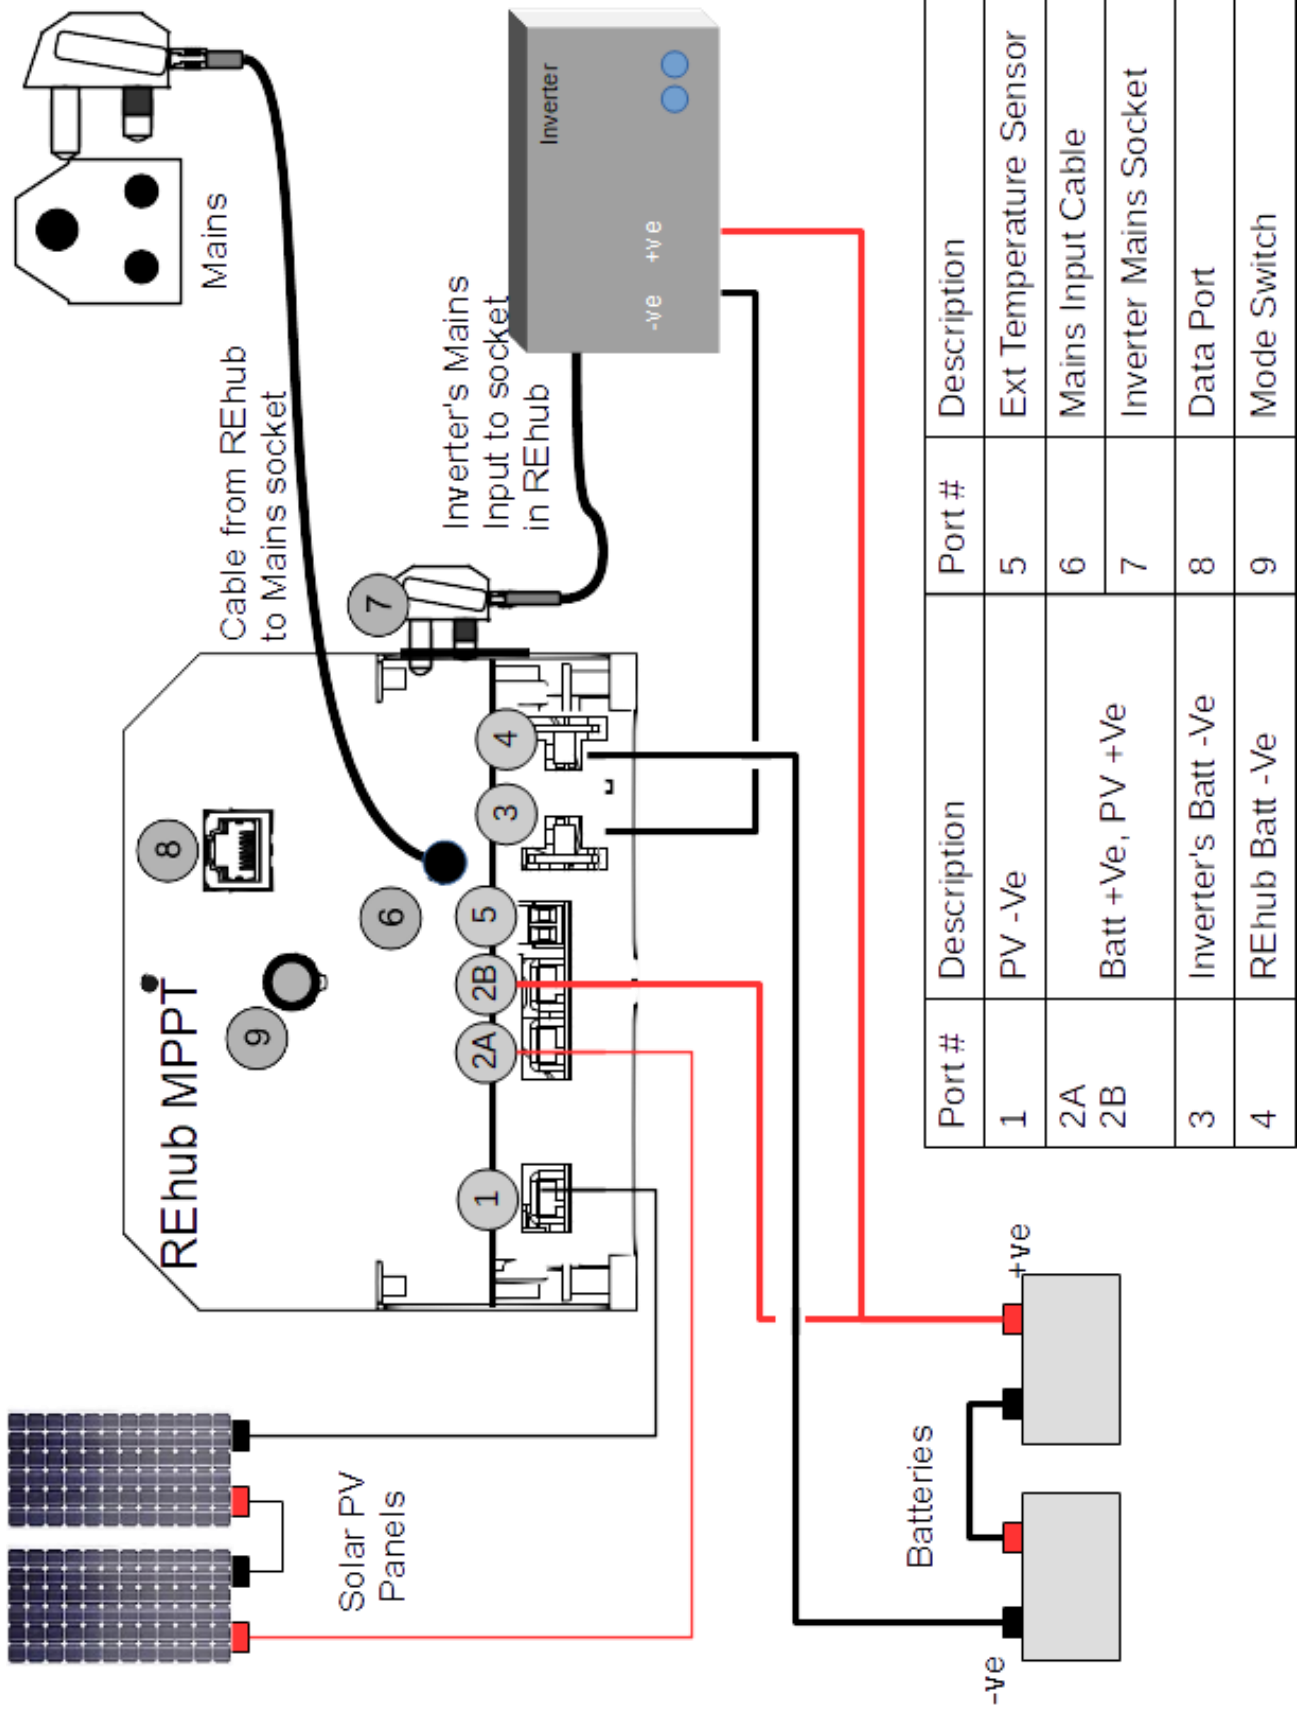 Solar PV
Panels
REhub MPPT
9
8
6
1
2A
2B
5
3
4
7
Cable from REhub
to Mains socket
Mains
Inverter's Mains
Input to socket
in REhub
Inverter
-ve +ve
Batteries
-ve
+ve
Port # Description Port # Description
1 PV -Ve 5 Ext Temperature Sensor
2A Batt +Ve, PV +Ve 6 Mains Input Cable
2B 7 Inverter Mains Socket
3 Inverter's Batt -Ve 8 Data Port
4 REhub Batt -Ve 9 Mode Switch